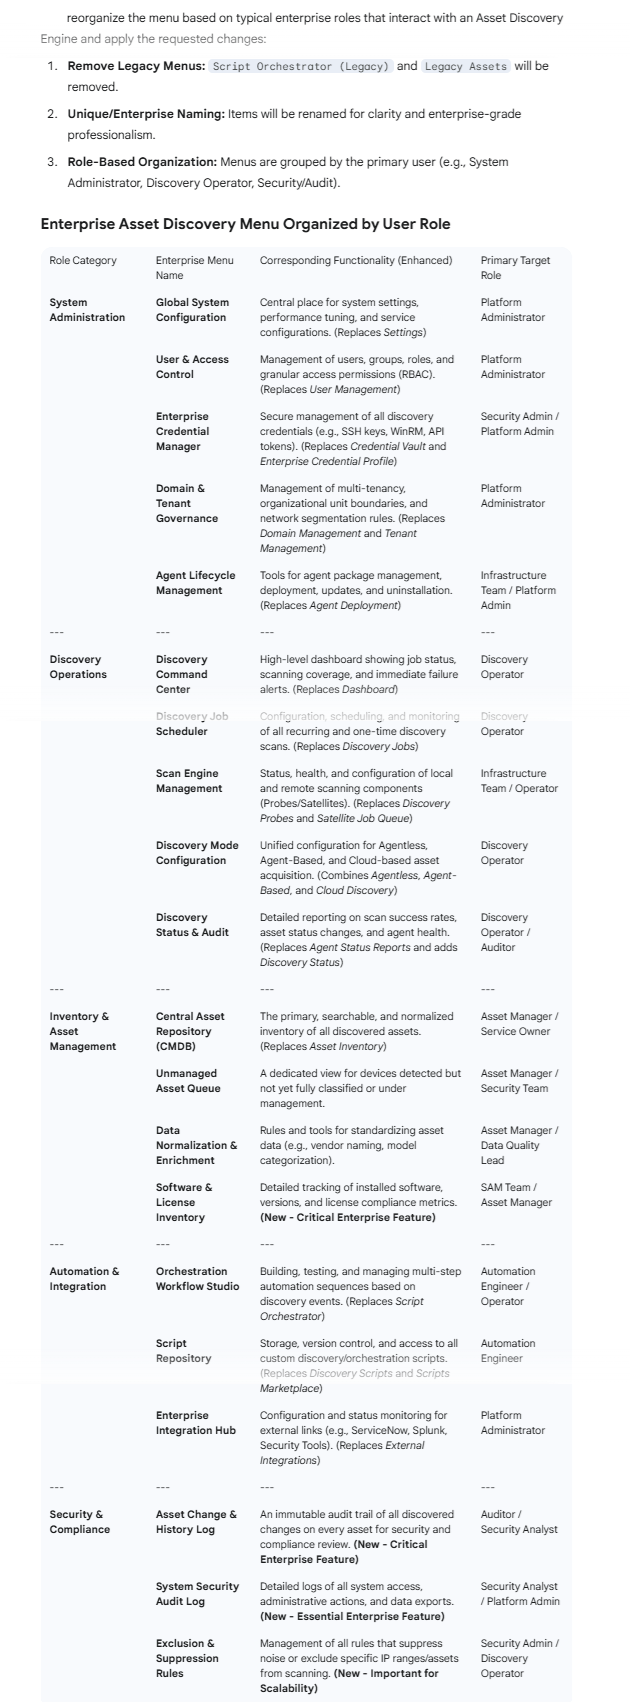 reorganize the menu based on typical enterprise roles that interact with an Asset Discovery
Engine and apply the requested changes:
1. Remove Legacy Menus: Script Orchestrator (Legacy) and Legacy Assets will be
removed.
2. Unique/Enterprise Naming: Items will be renamed for clarity and enterprise-grade
professionalism.
3. Role-Based Organization: Menus are grouped by the primary user (e.g., System
Administrator, Discovery Operator, Security/Audit).
Enterprise Asset Discovery Menu Organized by User Role
Role Category
Enterprise Menu
Name
Corresponding Functionality (Enhanced)
Primary Target
Role
System
Administration
Global System
Configuration
Central place for system settings,
performance tuning, and service
configurations. (Replaces Settings)
Platform
Administrator
User & Access
Control
Management of users, groups, roles, and
granular access permissions (RBAC).
(Replaces User Management)
Platform
Administrator
Enterprise
Credential
Manager
Secure management of all discovery
credentials (e.g., SSH keys, WinRM, API
tokens). (Replaces Credential Vault and
Enterprise Credential Profile)
Security Admin /
Platform Admin
Domain &
Tenant
Governance
Management of multi-tenancy,
organizational unit boundaries, and
network segmentation rules. (Replaces
Domain Management and Tenant
Management)
Platform
Administrator
Agent Lifecycle
Management
Tools for agent package management,
deployment, updates, and uninstallation.
(Replaces Agent Deployment)
Infrastructure
Team / Platform
Admin
---
---
---
---
Discovery
Operations
Discovery
Command
Center
High-level dashboard showing job status,
scanning coverage, and immediate failure
alerts. (Replaces Dashboard)
Discovery
Operator
Discovery Job
Scheduler
Configuration, scheduling, and monitoring
of all recurring and one-time discovery
scans. (Replaces Discovery Jobs)
Discovery
Operator
Scan Engine
Management
Status, health, and configuration of local
and remote scanning components
(Probes/Satellites). (Replaces Discovery
Probes and Satellite Job Queue)
Infrastructure
Team / Operator
Discovery Mode
Configuration
Unified configuration for Agentless,
Agent-Based, and Cloud-based asset
acquisition. (Combines Agentless, Agent-
Based, and Cloud Discovery)
Discovery
Operator
Discovery
Status & Audit
Detailed reporting on scan success rates,
asset status changes, and agent health.
(Replaces Agent Status Reports and adds
Discovery Status)
Discovery
Operator /
Auditor
---
---
---
---
Inventory &
Asset
Management
Central Asset
Repository
(CMDB)
The primary, searchable, and normalized
inventory of all discovered assets.
(Replaces Asset Inventory)
Asset Manager /
Service Owner
Unmanaged
Asset Queue
A dedicated view for devices detected but
not yet fully classified or under
management.
Asset Manager /
Security Team
Data
Normalization &
Enrichment
Rules and tools for standardizing asset
data (e.g., vendor naming, model
categorization).
Asset Manager /
Data Quality
Lead
Software &
License
Inventory
Detailed tracking of installed software,
versions, and license compliance metrics.
(New - Critical Enterprise Feature)
SAM Team /
Asset Manager
---
---
---
---
Automation &
Integration
Orchestration
Workflow Studio
Building, testing, and managing multi-step
automation sequences based on
discovery events. (Replaces Script
Orchestrator)
Automation
Engineer /
Operator
Script
Repository
Storage, version control, and access to all
custom discovery/orchestration scripts.
(Replaces Discovery Scripts and Scripts
Marketplace)
Automation
Engineer
Enterprise
Integration Hub
Configuration and status monitoring for
external links (e.g., ServiceNow, Splunk,
Security Tools). (Replaces External
Integrations)
Platform
Administrator
---
---
---
---
Security &
Compliance
Asset Change &
History Log
An immutable audit trail of all discovered
changes on every asset for security and
compliance review. (New - Critical
Enterprise Feature)
Auditor /
Security Analyst
System Security
Audit Log
Detailed logs of all system access,
administrative actions, and data exports.
(New - Essential Enterprise Feature)
Security Analyst
/ Platform Admin
Exclusion &
Suppression
Rules
Management of all rules that suppress
noise or exclude specific IP ranges/assets
from scanning. (New - Important for
Scalability)
Security Admin /
Discovery
Operator